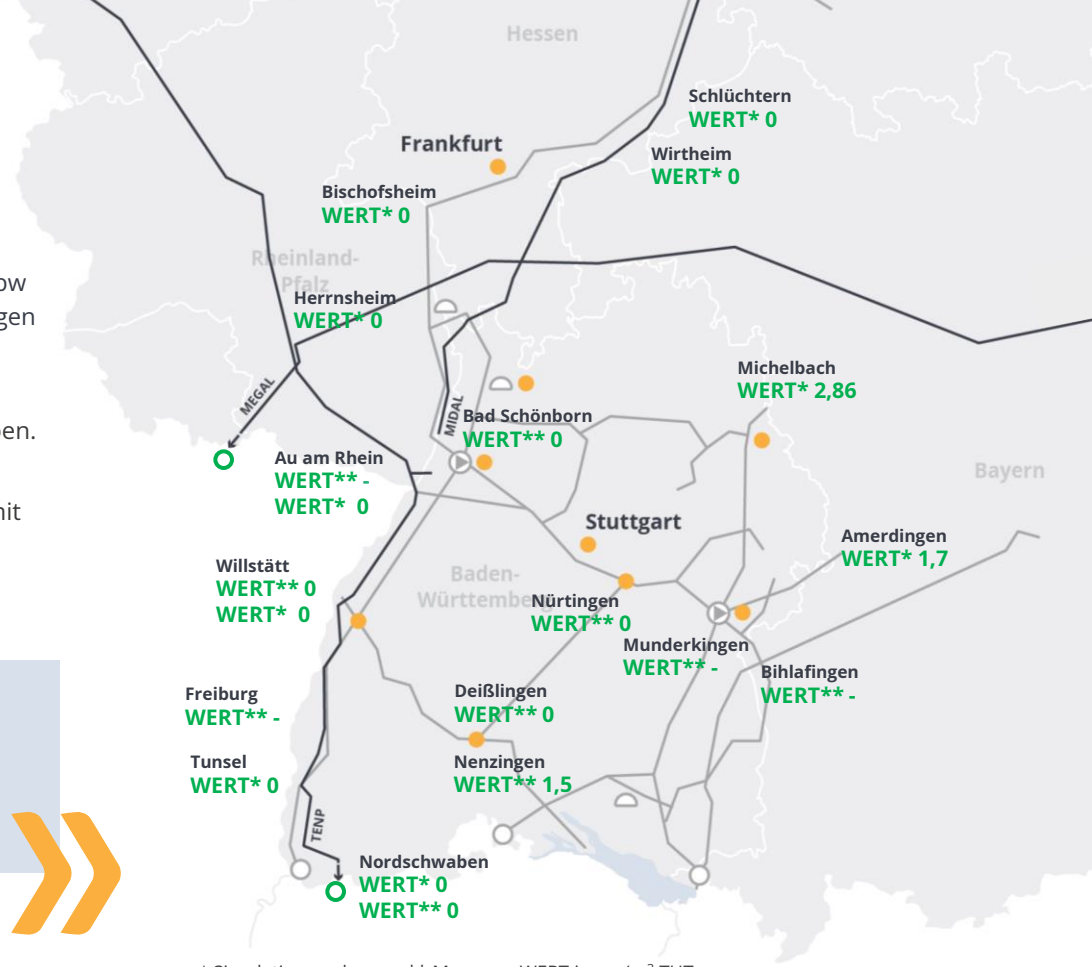 Hessen
Schlüchtern
WERT* 0
Frankfurt
Wirtheim
WERT* 0
Bischofsheim
WERT* 0
Rheinland-
Pfalz
ow
Herrnsheim
WERT* 0
gen
Michelbach
WERT* 2,86
MEGAL
MIDAL
Bad Schönborn
WERT** 0
en.
Au am Rhein
WERT** -
WERT* 0
Bayern
nit
Stuttgart
Amerdingen
WERT* 1,7
Willstätt
WERT** 0
WERT* 0
Baden-
Württemberg
Nürtingen
WERT** 0
Munderkingen
WERT** -
Bihlafingen
WERT** -
Freiburg
WERT** -
Deißlingen
WERT** 0
Tunsel
WERT* 0
Nenzingen
WERT** 1,5
TENP
Nordschwaben
WERT* 0
WERT** 0